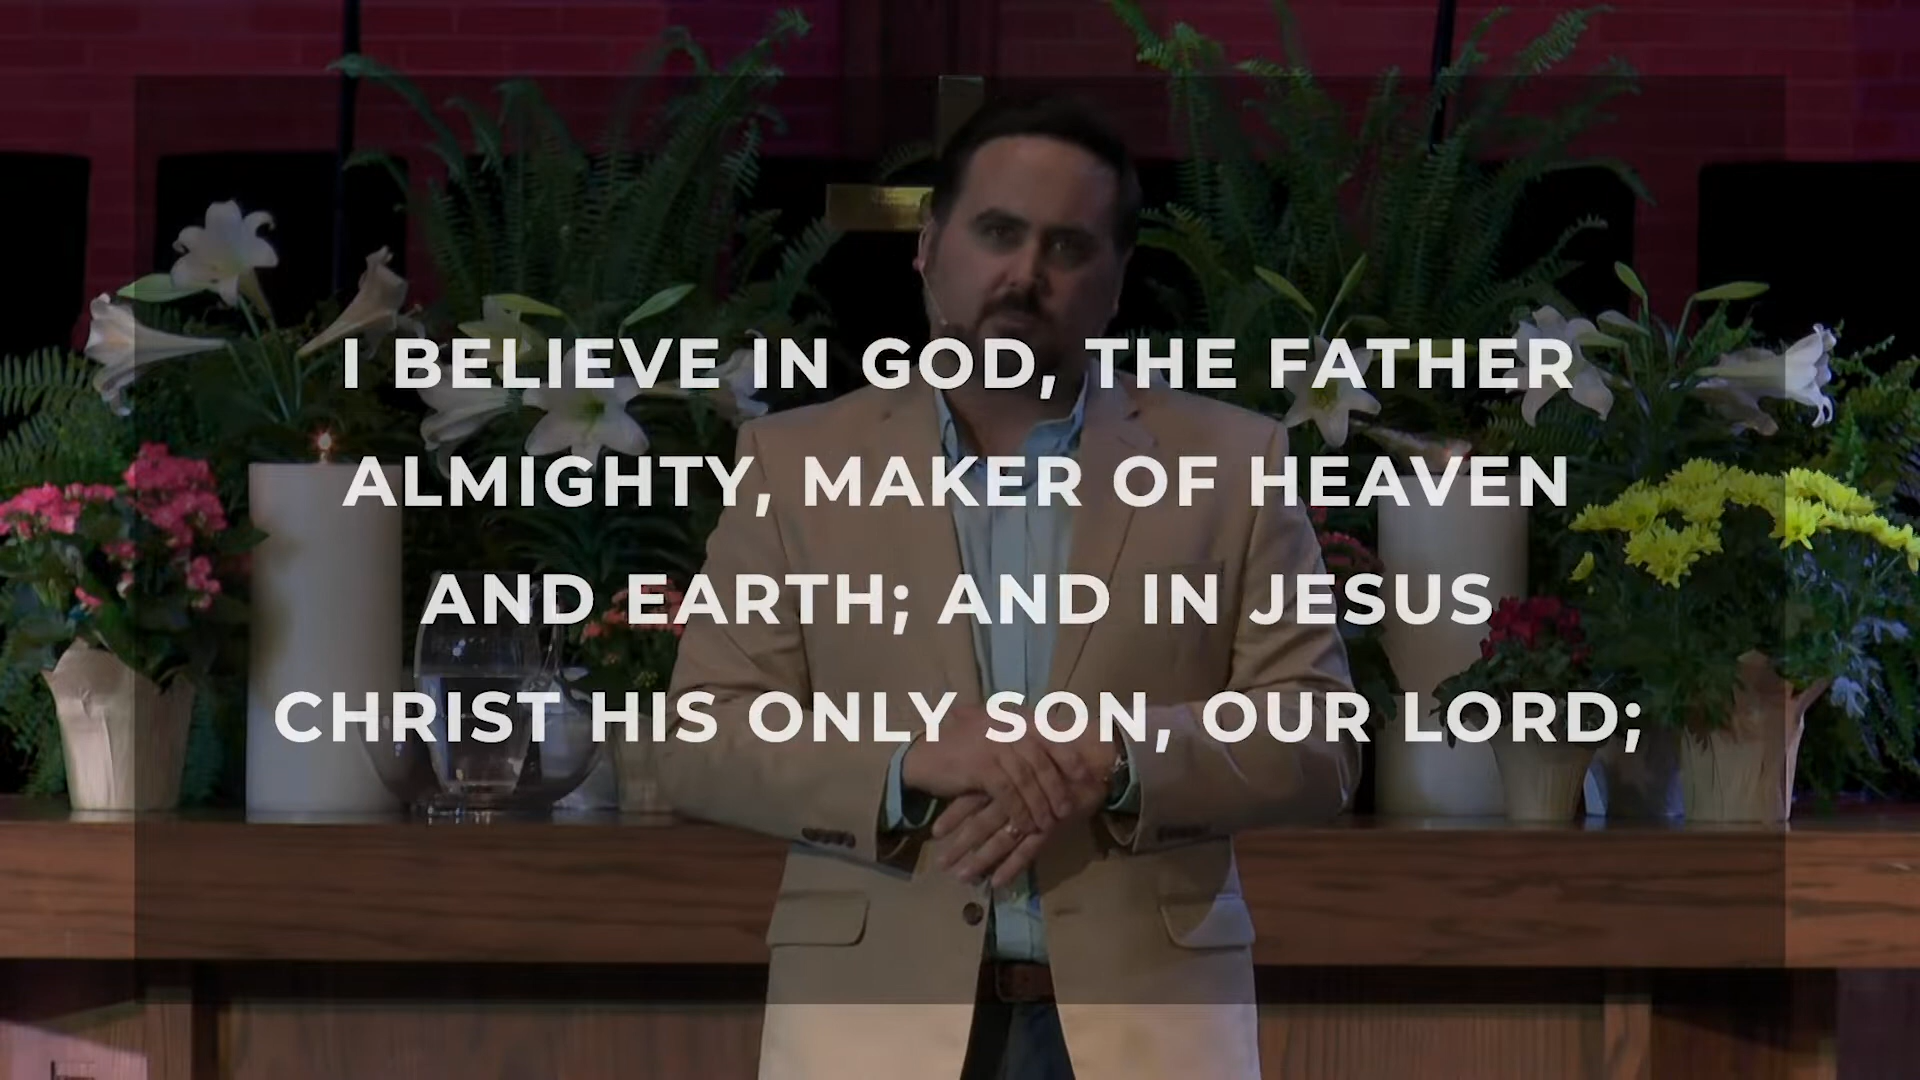 I BELIEVE IN GOD, THE FATHER
ALMIGHTY, MAKER OF HEAVEN
AND EARTH; AND IN JESUS
CHRIST HIS ONLY SON, OUR LORD;